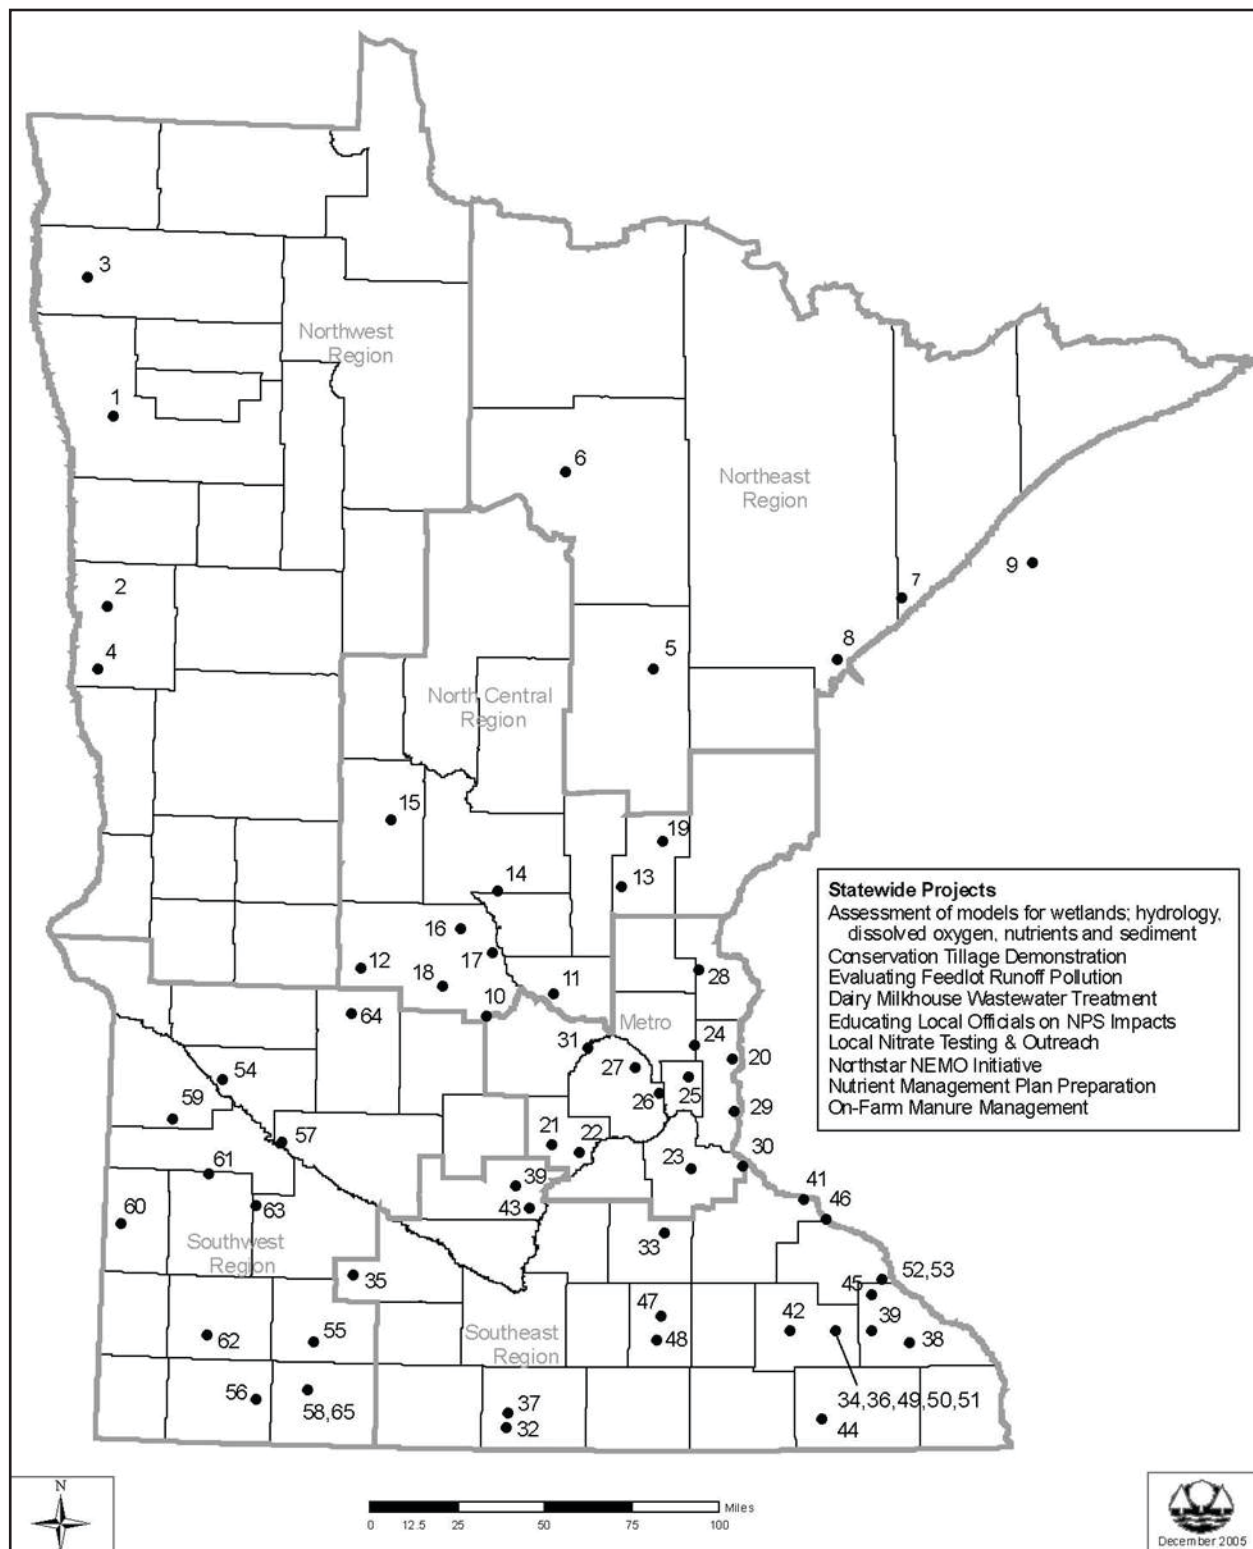 3
Northwest
Region
1
6
Northeast
Region
9
7
2
8
4
5
North Central
Region
15
19
14
13
Statewide Projects
Assessment of models for wetlands; hydrology,
dissolved oxygen, nutrients and sediment
Conservation Tillage Demonstration
Evaluating Feedlot Runoff Pollution
Dairy Milkhouse Wastewater Treatment
Educating Local Officials on NPS Impacts
Local Nitrate Testing & Outreach
Northstar NEMO Initiative
Nutrient Management Plan Preparation
On-Farm Manure Management
16
17
12
18
11
28
10
64
Metro
31
24
20
27
54
25
26
59
29
57
21
22
23
30
61
39
41
60
63
43
46
Southwest
Region
33
35
52,53
45
47
42
39
62
55
Southeast
Region
48
38
56
58,65
37
32
34,36,49,50,51
44
N
Miles
0 12.5 25 50 75 100
December 2005